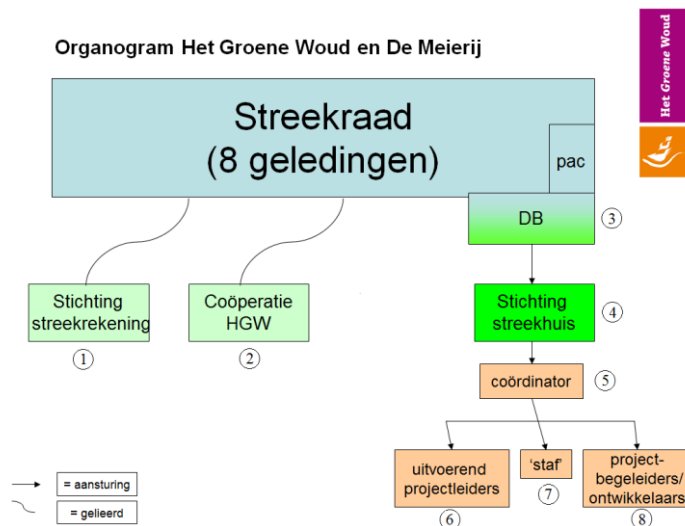 Organogram Het Groene Woud en De Meierij
Het Groene Woud
Streekraad
(8 geledingen)
pac
DB
3
Stichting
streekrekening
1
Coöperatie
HGW
2
Stichting
streekhuis
4
coördinator
5
uitvoerend
projectleiders
6
'staf'
7
project-
begeleiders/
ontwikkelaars
8
= aansturing
= gelieerd